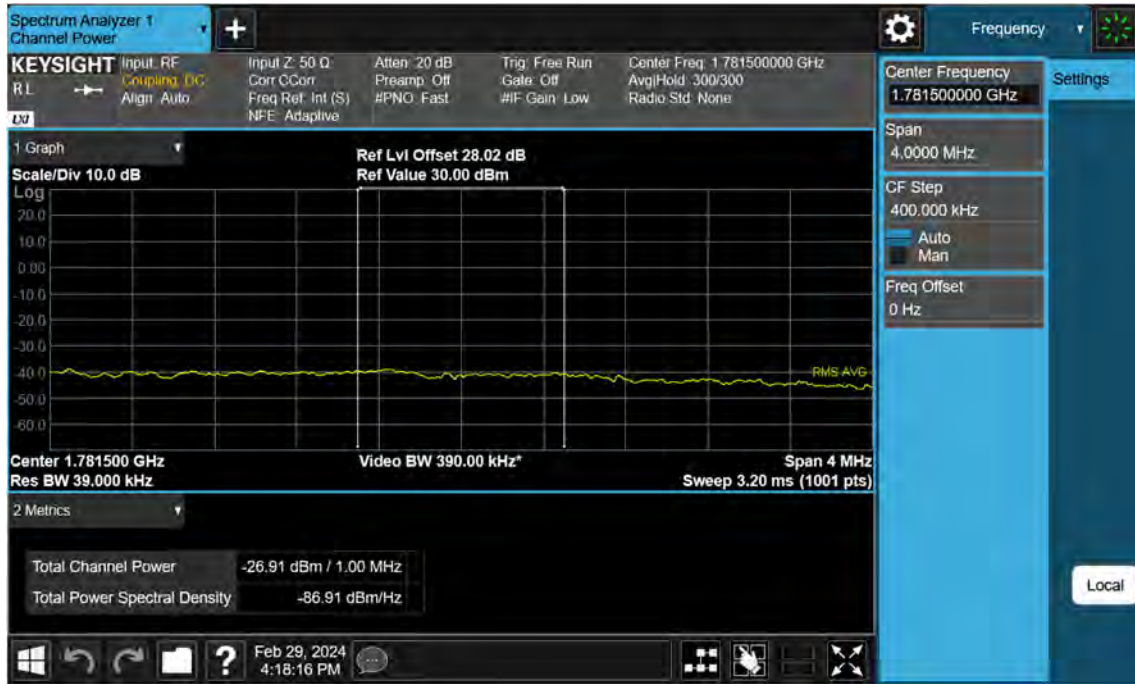 Spectrum Analyzer 1
Channel Power
+
Frequency
KEYSIGHT
RL
LXI
Input: RF
Coupling: DC
Align: Auto
Input Z: 50 Ω
Corr CCorr
Freq Ref: Int (S)
NFE: Adaptive
Atten: 20 dB
Preamp: Off
#PNO: Fast
Trig: Free Run
Gate: Off
#IF Gain: Low
Center Freq: 1.781500000 GHz
Avg|Hold: 300/300
Radio Std: None
Center Frequency
1.781500000 GHz
Settings
Span
4.0000 MHz
CF Step
400.000 kHz
Auto
Man
Freq Offset
0 Hz
1 Graph
Scale/Div 10.0 dB
Ref Lvl Offset 28.02 dB
Ref Value 30.00 dBm
Log
20.0
10.0
0.00
-10.0
-20.0
-30.0
-40.0
-50.0
-60.0
RMS AVG
Center 1.781500 GHz
Res BW 39.000 kHz
Video BW 390.00 kHz*
Span 4 MHz
Sweep 3.20 ms (1001 pts)
2 Metrics
Total Channel Power -26.91 dBm / 1.00 MHz
Total Power Spectral Density -86.91 dBm/Hz
Local
?
Feb 29, 2024
4:18:16 PM